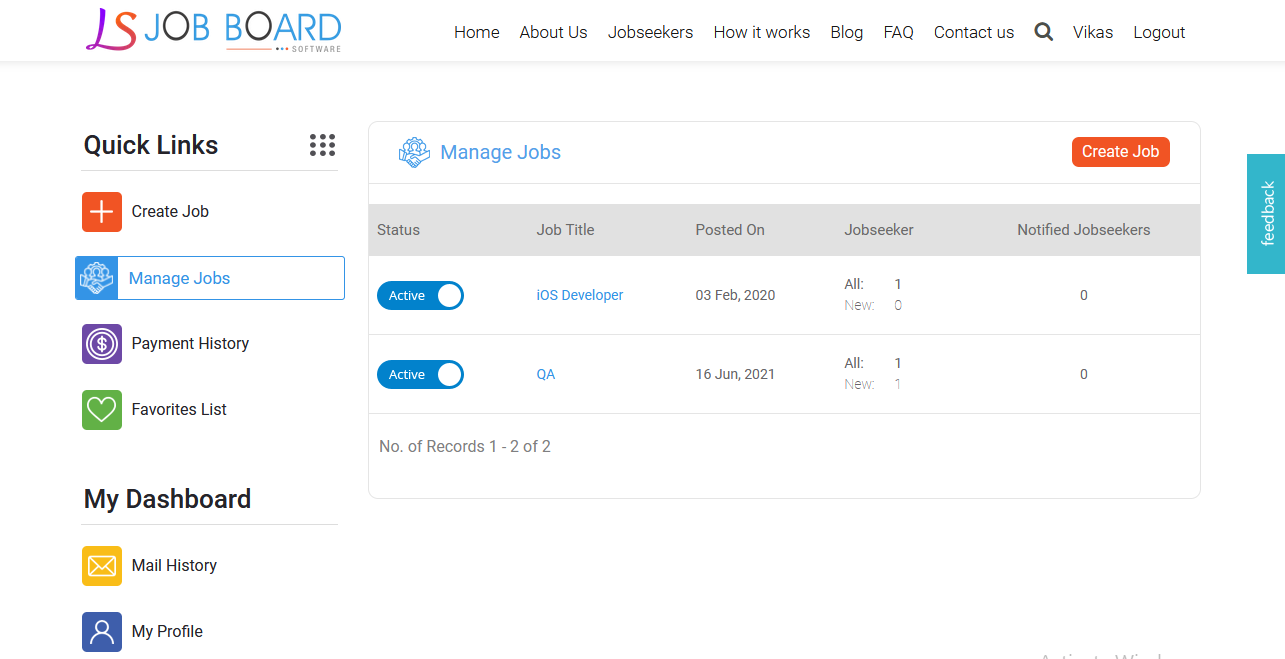 LS JOB BOARD
SOFTWARE
Home About Us Jobseekers How it works Blog FAQ Contact us Vikas Logout
Quick Links
Create Job
Manage Jobs
Payment History
Favorites List
My Dashboard
Mail History
My Profile
Manage Jobs Create Job
Status Job Title Posted On Jobseeker Notified Jobseekers
Active iOS Developer 03 Feb, 2020 All: 1 0
New: 0
Active QA 16 Jun, 2021 All: 1 0
New: 1
No. of Records 1 - 2 of 2
feedback